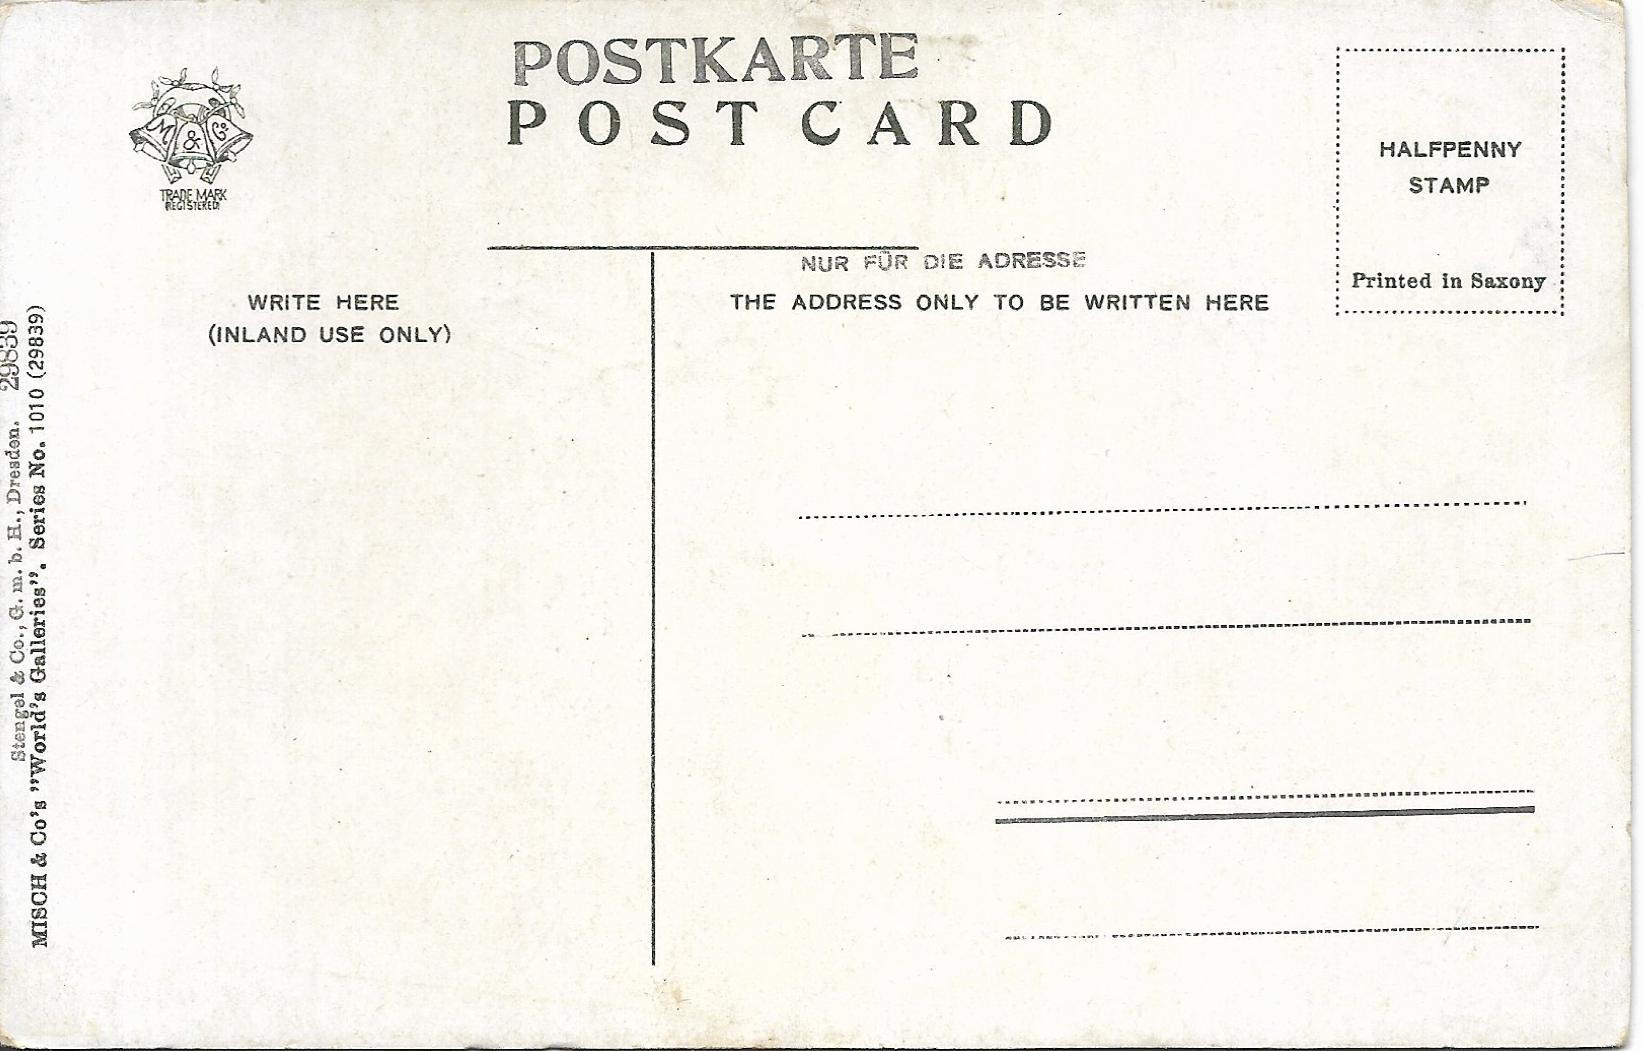 POSTKARTE
POST CARD
M & Co
TRADE MARK
REGISTERED
HALFPENNY
STAMP
Printed in Saxony
NUR FÜR DIE ADRESSE
WRITE HERE
(INLAND USE ONLY)
THE ADDRESS ONLY TO BE WRITTEN HERE
Stengel & Co., G. m. b. H., Dresden. 29839
MISCH & Co's "World's Galleries". Series No. 1010 (29839)